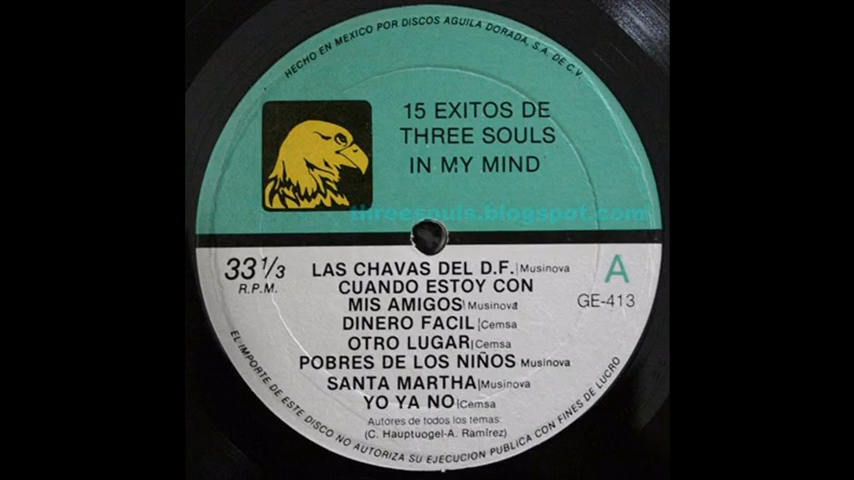 HECHO EN MEXICO POR DISCOS AGUILA DORADA, S.A. DE C.V.
15 EXITOS DE
THREE SOULS
IN MY MIND
threesouls.blogspot.com
33 1/3
R.P.M.
A
GE-413
LAS CHAVAS DEL D.F. Musinova
CUANDO ESTOY CON
MIS AMIGOS Musinova
DINERO FACIL Cemsa
OTRO LUGAR Cemsa
POBRES DE LOS NIÑOS Musinova
SANTA MARTHA Musinova
YO YA NO Cemsa
Autores de todos los temas:
(C. Hauptuogel-A. Ramírez)
EL IMPORTE DE ESTE DISCO NO AUTORIZA SU EJECUCION PUBLICA CON FINES DE LUCRO